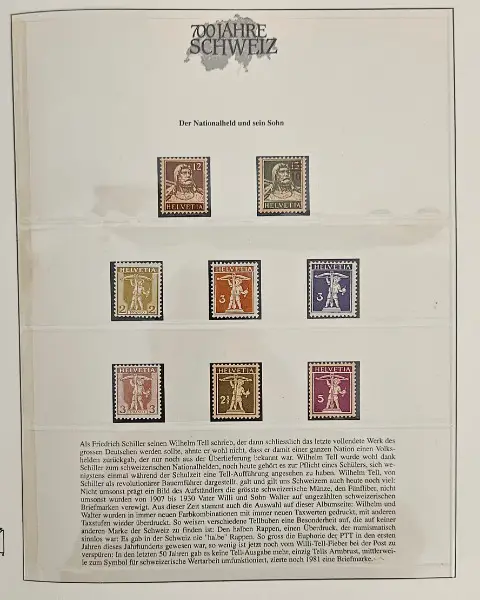 700 JAHRE
SCHWEIZ
Der Nationalheld und sein Sohn
12
HELVETIA
13
HELVETIA
HELVETIA
2 2
HELVETIA
3
HELVETIA
3
HELVETIA
3 3
HELVETIA
2½
HELVETIA
5
Als Friedrich Schiller seinen Wilhelm Tell schrieb, der dann schliesslich das letzte vollendete Werk des
grossen Deutschen werden sollte, ahnte er wohl nicht, dass er damit einer ganzen Nation einen Volks-
helden zurückgab, der nur noch aus der Überlieferung bekannt war. Wilhelm Tell wurde wohl dank
Schiller zum schweizerischen Nationalhelden, noch heute gehört es zur Pflicht eines Schülers, sich we-
nigstens einmal während der Schulzeit eine Tell-Aufführung angesehen zu haben. Wilhelm Tell, von
Schiller als revolutionärer Bauernführer dargestellt, galt und gilt uns Schweizern auch heute noch viel:
Nicht umsonst prägt ein Bild des Aufständlers die grösste schweizerische Münze, den Fünfliber, nicht
umsonst wurden von 1907 bis 1930 Vater Willi und Sohn Walter auf ungezählten schweizerischen
Briefmarken verewigt. Aus dieser Zeit stammt auch die Auswahl auf dieser Albumseite: Wilhelm und
Walter wurden in immer neuen Farbkombinationen mit immer neuen Taxwerten gedruckt, mit anderen
Taxstufen wieder überdruckt. So weisen verschiedene Tellbuben eine Besonderheit auf, die auf keiner
anderen Marke der Schweiz zu finden ist: Den halben Rappen, einen Überdruck, der numismatisch
sinnlos war: Es gab in der Schweiz nie "halbe" Rappen. So gross die Euphorie der PTT in den ersten
Jahren dieses Jahrhunderts gewesen war, so wenig ist jetzt noch vom Willi-Tell-Fieber bei der Post zu
verspüren: In den letzten 50 Jahren gab es keine Tell-Ausgabe mehr, einzig Tells Armbrust, mittlerwei-
le zum Symbol für schweizerische Wertarbeit umfunktioniert, zierte noch 1981 eine Briefmarke.